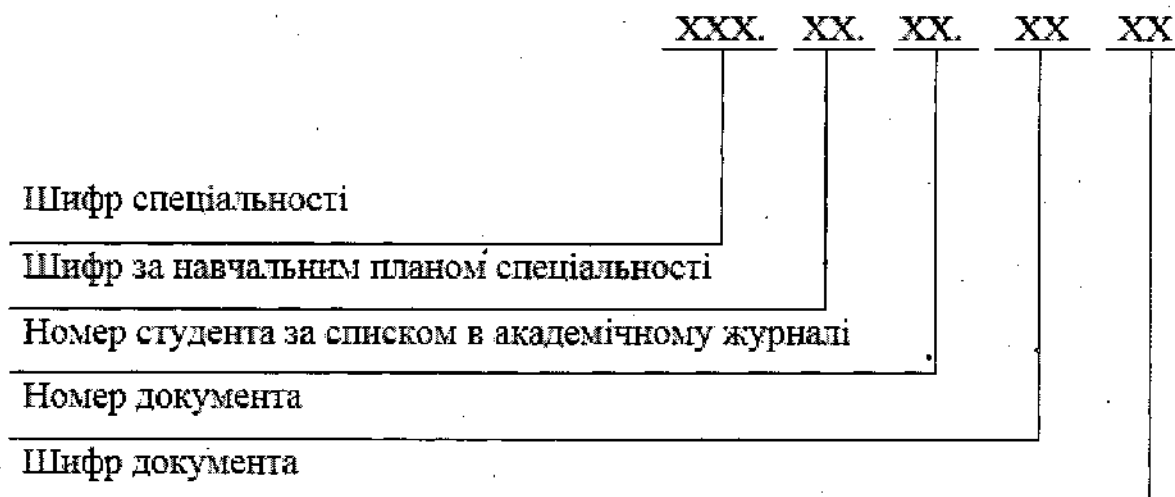 XXX. XX. XX. XX XX
Шифр спеціальності
Шифр за навчальним планом спеціальності
Номер студента за списком в академічному журналі
Номер документа
Шифр документа